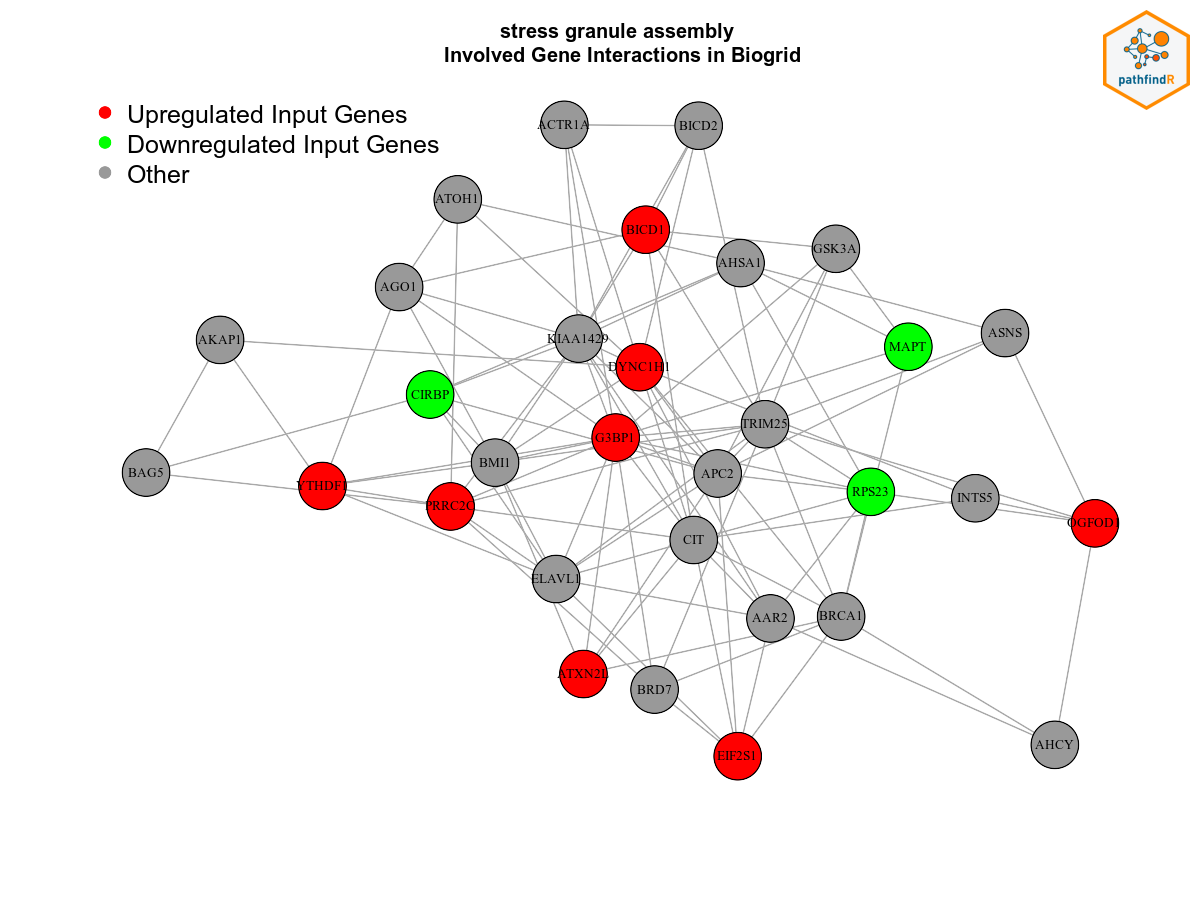 stress granule assembly
Involved Gene Interactions in Biogrid
pathfindR
Upregulated Input Genes
Downregulated Input Genes
Other
ACTR1A
BICD2
ATOH1
BICD1
GSK3A
AHSA1
AGO1
AKAP1
KIAA1429
ASNS
MAPT
DYNC1H1
CIRBP
TRIM25
G3BP1
BMI1
BAG5
APC2
YTHDF1
RPS23
INTS5
PRRC2C
OGFOD1
CIT
ELAVL1
AAR2
BRCA1
ATXN2L
BRD7
AHCY
EIF2S1